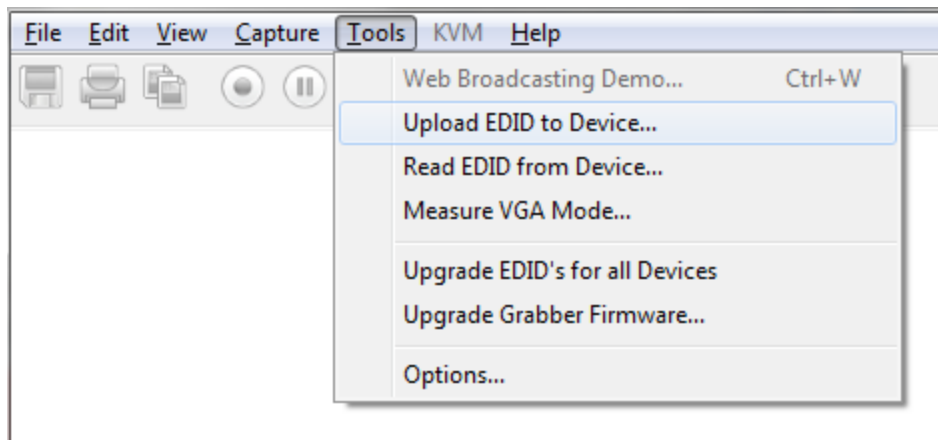 File Edit View Capture Tools KVM Help
Web Broadcasting Demo... Ctrl+W
Upload EDID to Device...
Read EDID from Device...
Measure VGA Mode...
Upgrade EDID's for all Devices
Upgrade Grabber Firmware...
Options...